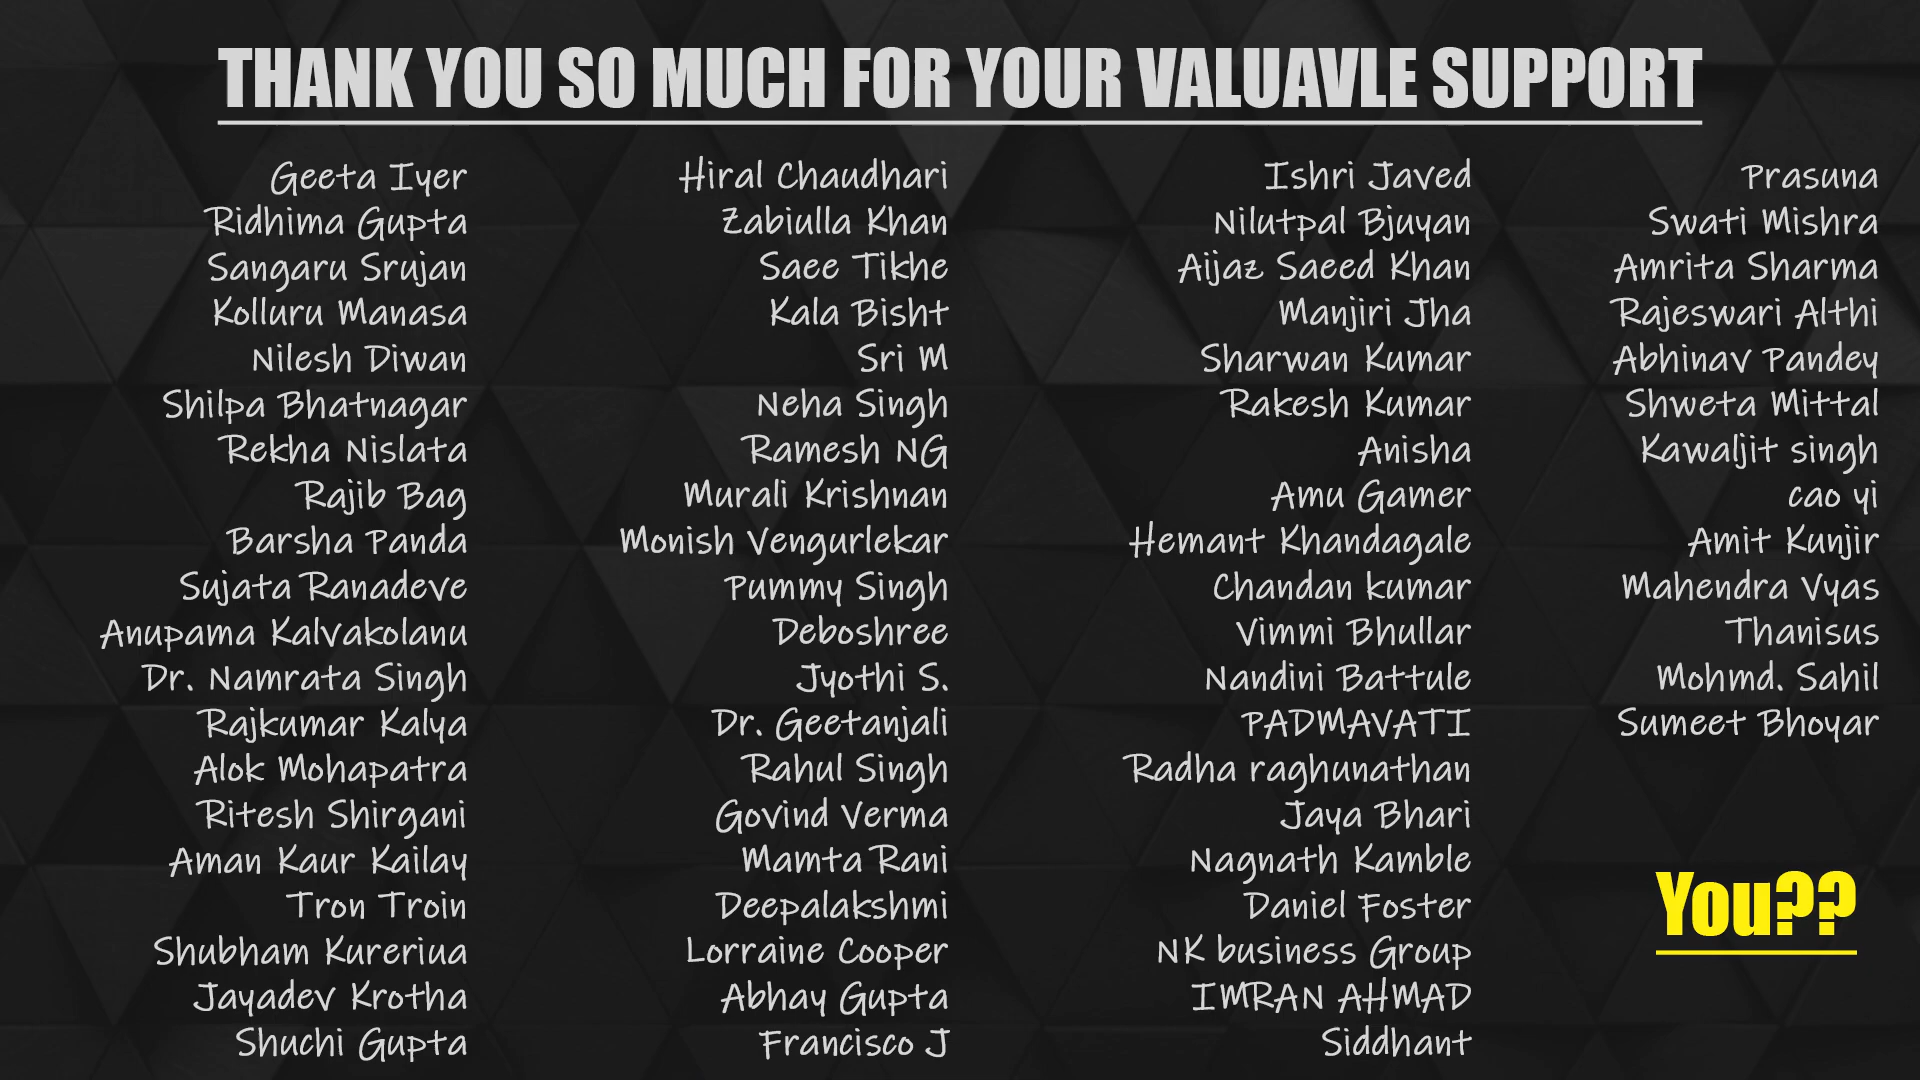 THANK YOU SO MUCH FOR YOUR VALUAVLE SUPPORT
Geeta Iyer
Ridhima Gupta
Sangaru Srujan
Kolluru Manasa
Nilesh Diwan
Shilpa Bhatnagar
Rekha Nislata
Rajib Bag
Barsha Panda
Sujata Ranadeve
Anupama Kalvakolanu
Dr. Namrata Singh
Rajkumar Kalya
Alok Mohapatra
Ritesh Shirgani
Aman Kaur Kailay
Tron Troin
Shubham Kureriua
Jayadev Krotha
Shuchi Gupta
Hiral Chaudhari
Zabiulla Khan
Saee Tikhe
Kala Bisht
Sri M
Neha Singh
Ramesh NG
Murali Krishnan
Monish Vengurlekar
Pummy Singh
Deboshree
Jyothi S.
Dr. Geetanjali
Rahul Singh
Govind Verma
Mamta Rani
Deepalakshmi
Lorraine Cooper
Abhay Gupta
Francisco J
Ishri Javed
Nilutpal Bjuyan
Aijaz Saeed Khan
Manjiri Jha
Sharwan Kumar
Rakesh Kumar
Anisha
Amu Gamer
Hemant Khandagale
Chandan kumar
Vimmi Bhullar
Nandini Battule
PADMAVATI
Radha raghunathan
Jaya Bhari
Nagnath Kamble
Daniel Foster
NK business Group
IMRAN AHMAD
Siddhant
Prasuna
Swati Mishra
Amrita Sharma
Rajeswari Althi
Abhinav Pandey
Shweta Mittal
Kawaljit singh
cao yi
Amit Kunjir
Mahendra Vyas
Thanisus
Mohmd. Sahil
Sumeet Bhoyar
You??